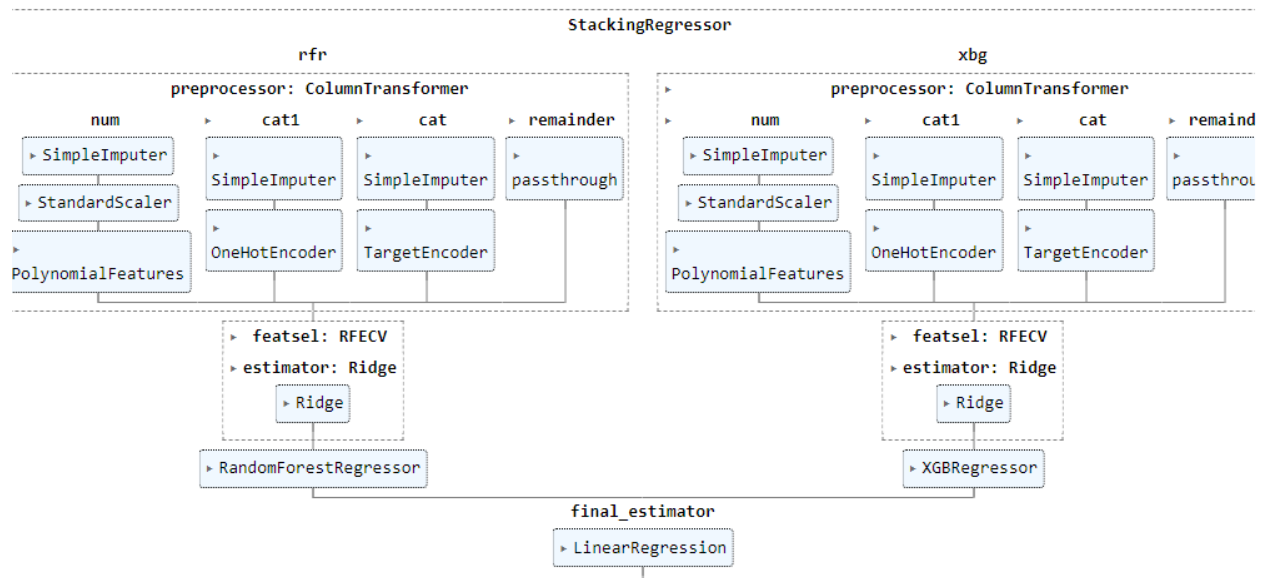 StackingRegressor
rfr xbg
preprocessor: ColumnTransformer preprocessor: ColumnTransformer
num cat1 cat remainder num cat1 cat remaind
SimpleImputer SimpleImputer SimpleImputer passthrough SimpleImputer SimpleImputer SimpleImputer passthrou
StandardScaler StandardScaler
PolynomialFeatures OneHotEncoder TargetEncoder PolynomialFeatures OneHotEncoder TargetEncoder
featsel: RFECV featsel: RFECV
estimator: Ridge estimator: Ridge
Ridge Ridge
RandomForestRegressor XGBRegressor
final_estimator
LinearRegression